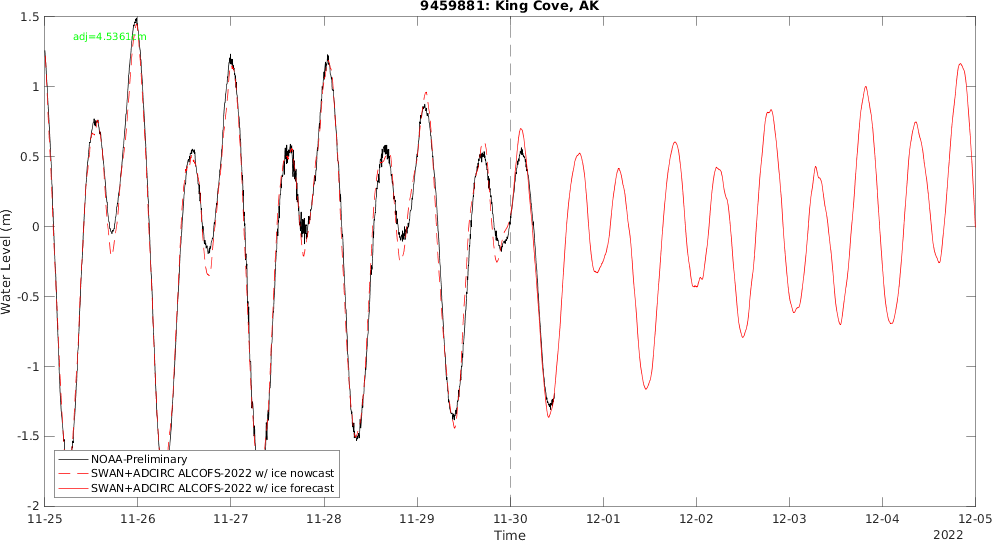 9459881: King Cove, AK
adj=4.5361cm
Water Level (m)
1.5
1
0.5
0
-0.5
-1
-1.5
-2
NOAA-Preliminary
SWAN+ADCIRC ALCOFS-2022 w/ ice nowcast
SWAN+ADCIRC ALCOFS-2022 w/ ice forecast
11-25 11-26 11-27 11-28 11-29 11-30 12-01 12-02 12-03 12-04 12-05
Time
2022